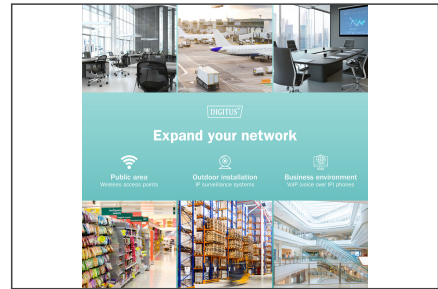 DIGITUS
Expand your network
Public area
Wireless access points
Outdoor installation
IP surveillance systems
Business environment
VoIP (voice over IP) phones